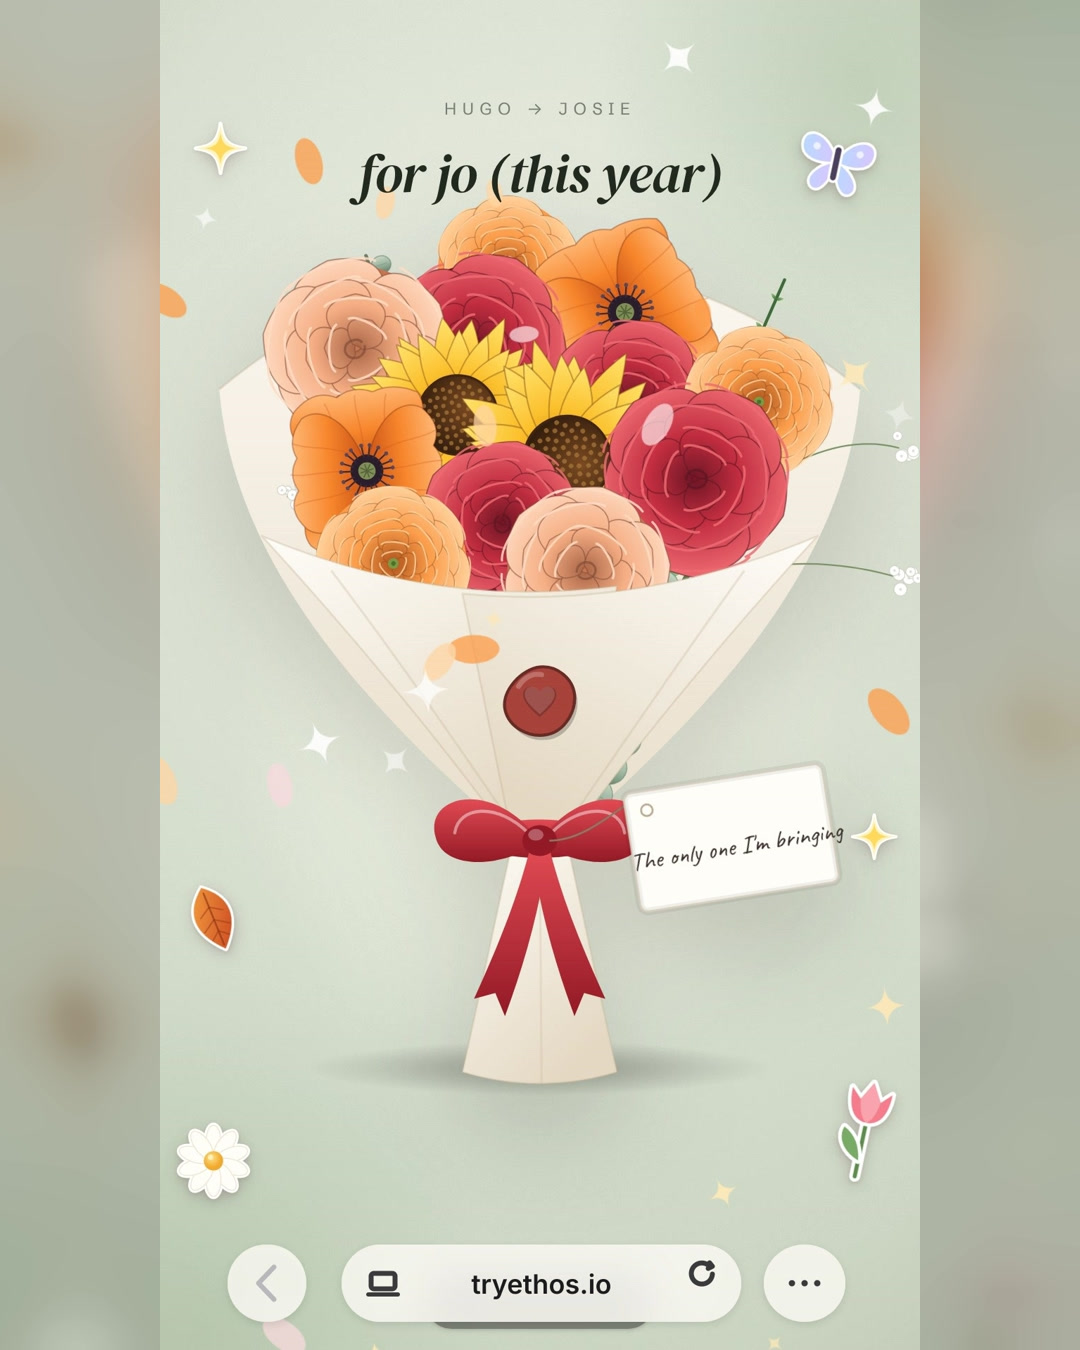 HUGO → JOSIE
for jo (this year)
The only one I'm bringing
tryethos.io